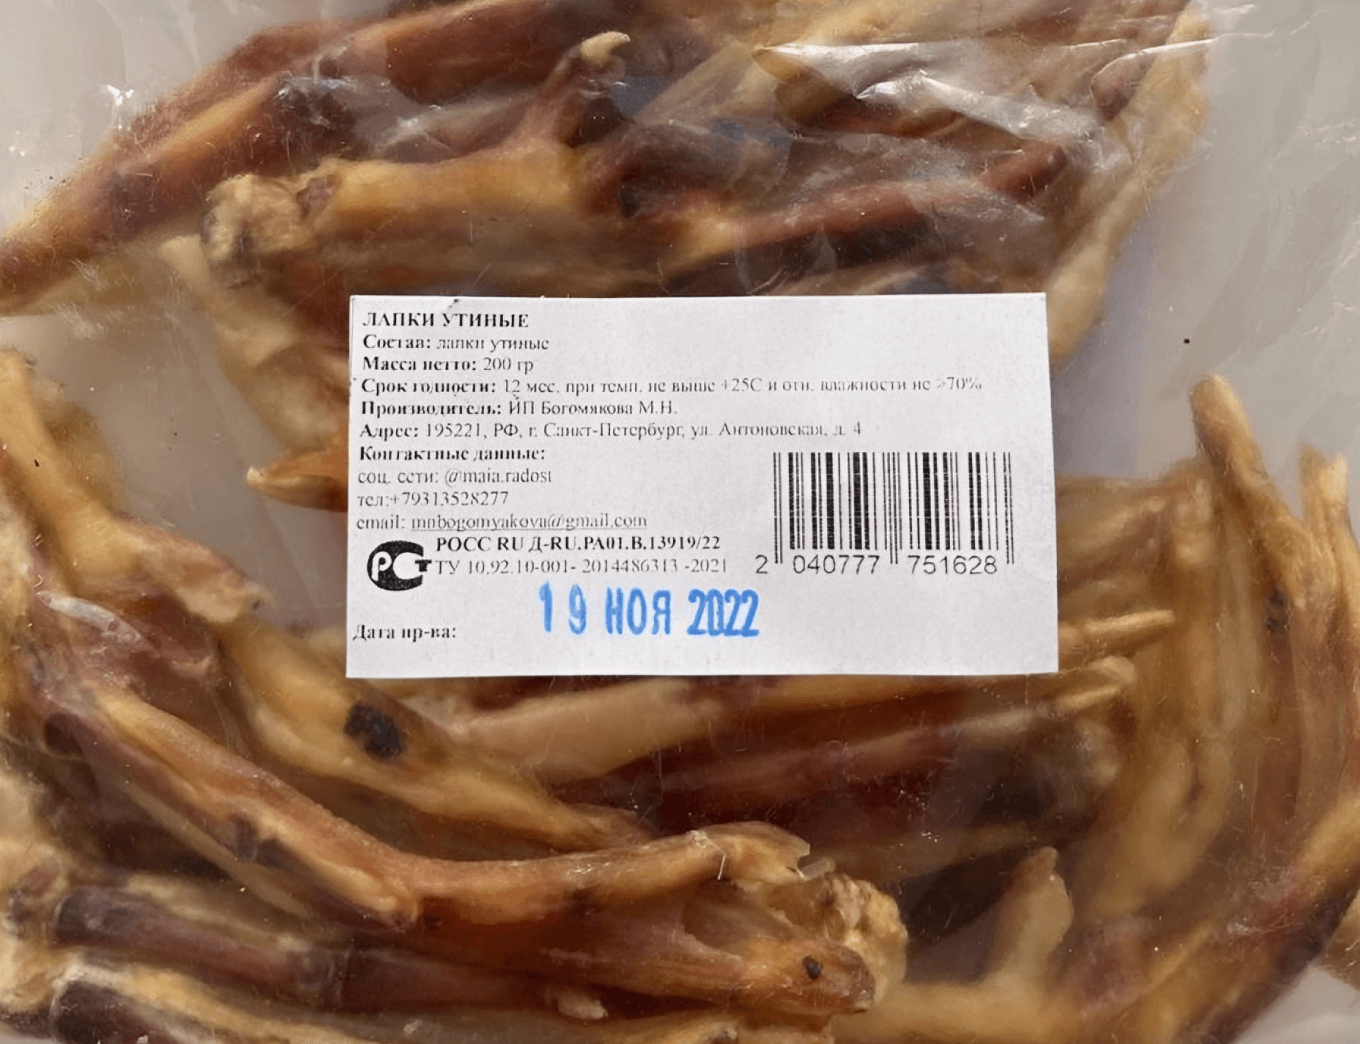 ЛАПКИ УТИНЫЕ
Состав: лапки утиные
Масса нетто: 200 гр
Срок годности: 12 мес. при темп. не выше +25С и отн. влажности не >70%
Производитель: ИП Богомякова М.Н.
Адрес: 195221, РФ, г. Санкт-Петербург, ул. Антоновская, д. 4
Контактные данные:
соц. сети: @maia.radost
тел:+79313528277
email: mnbogomyakova@gmail.com
РОСС RU Д-RU.РА01.В.13919/22
РСТ ТУ 10.92.10-001- 2014486313 -2021
2 040777 751628
Дата пр-ва: 19 НОЯ 2022